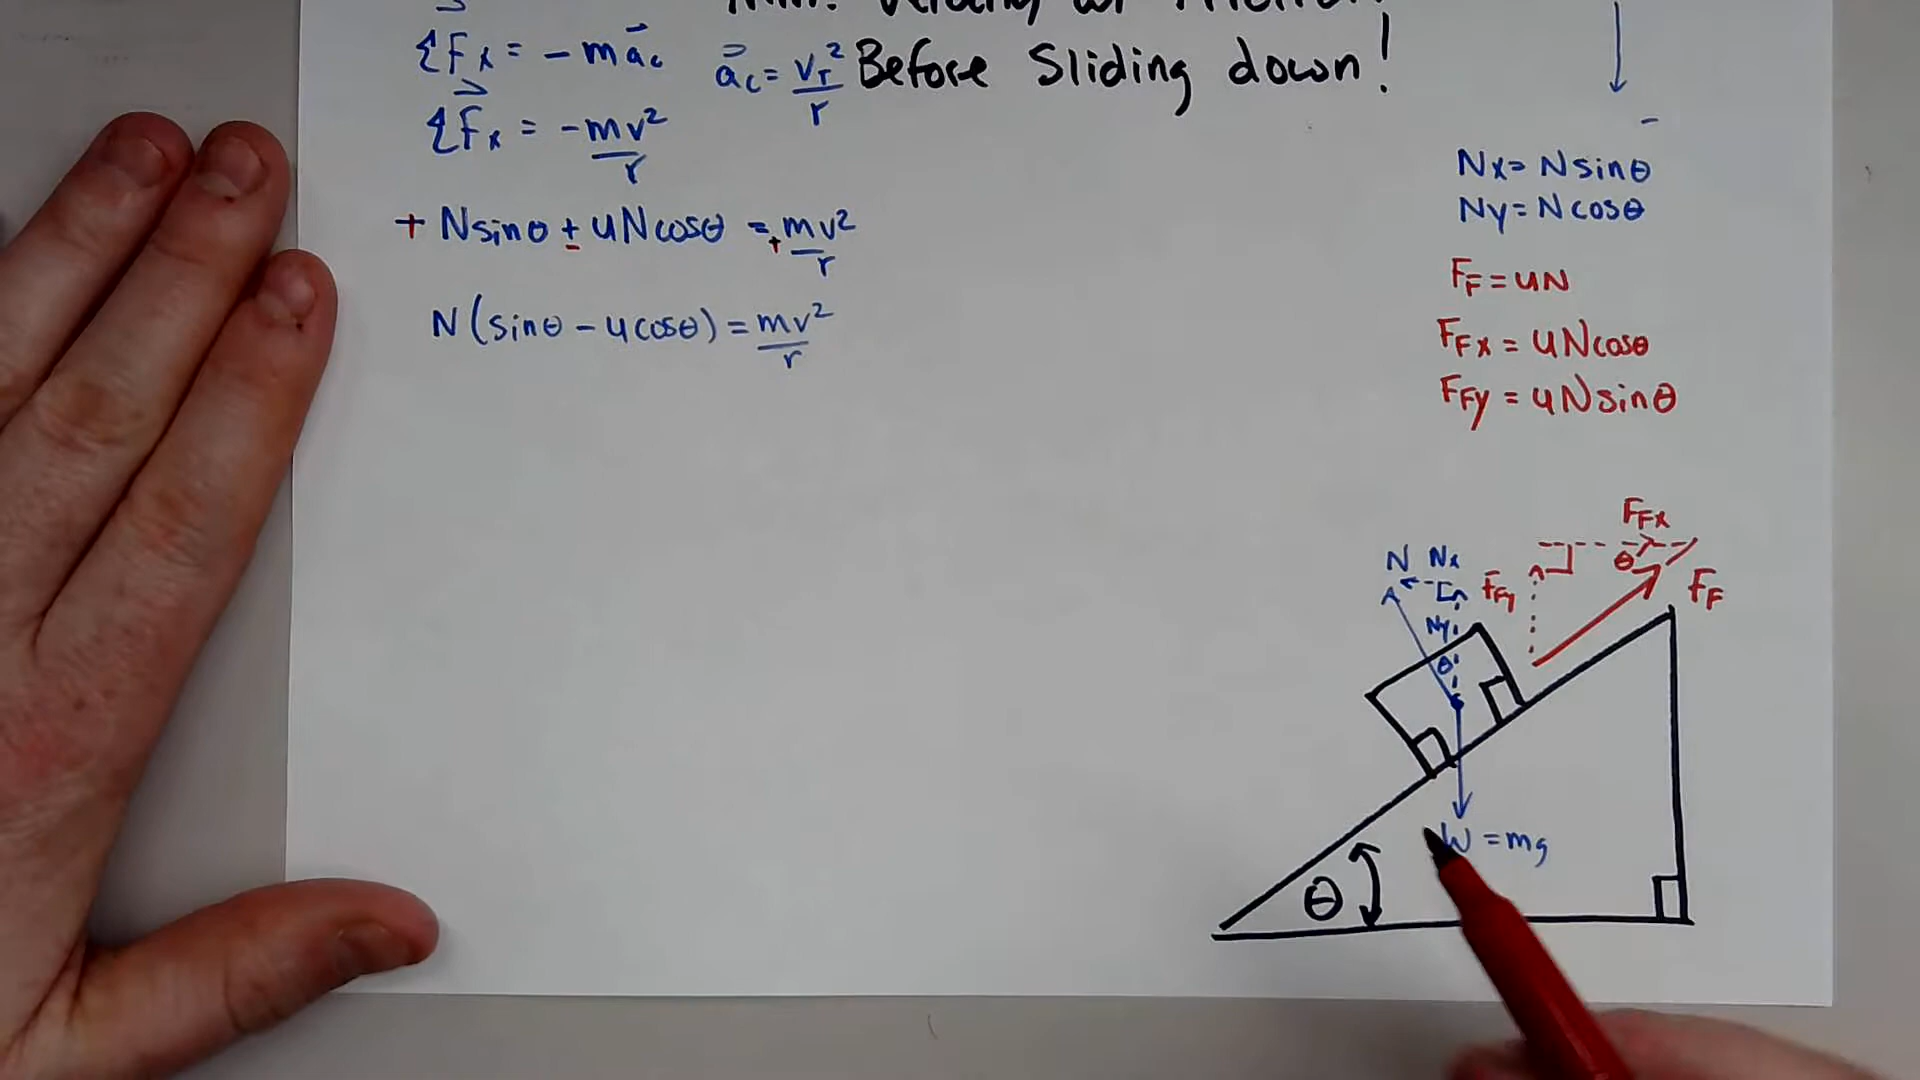 Before Sliding down!
ΣFx = -mac
ac = vT²/r
ΣFx = -mv²/r
+ Nsinθ ± uNcosθ = + mv²/r
N(sinθ - ucosθ) = mv²/r
-
Nx = Nsinθ
Ny = Ncosθ
FF = uN
FFx = uNcosθ
FFy = uNsinθ
FFx
θ
FF
N
Nx
FFy
Ny
θ
W = mg
θ